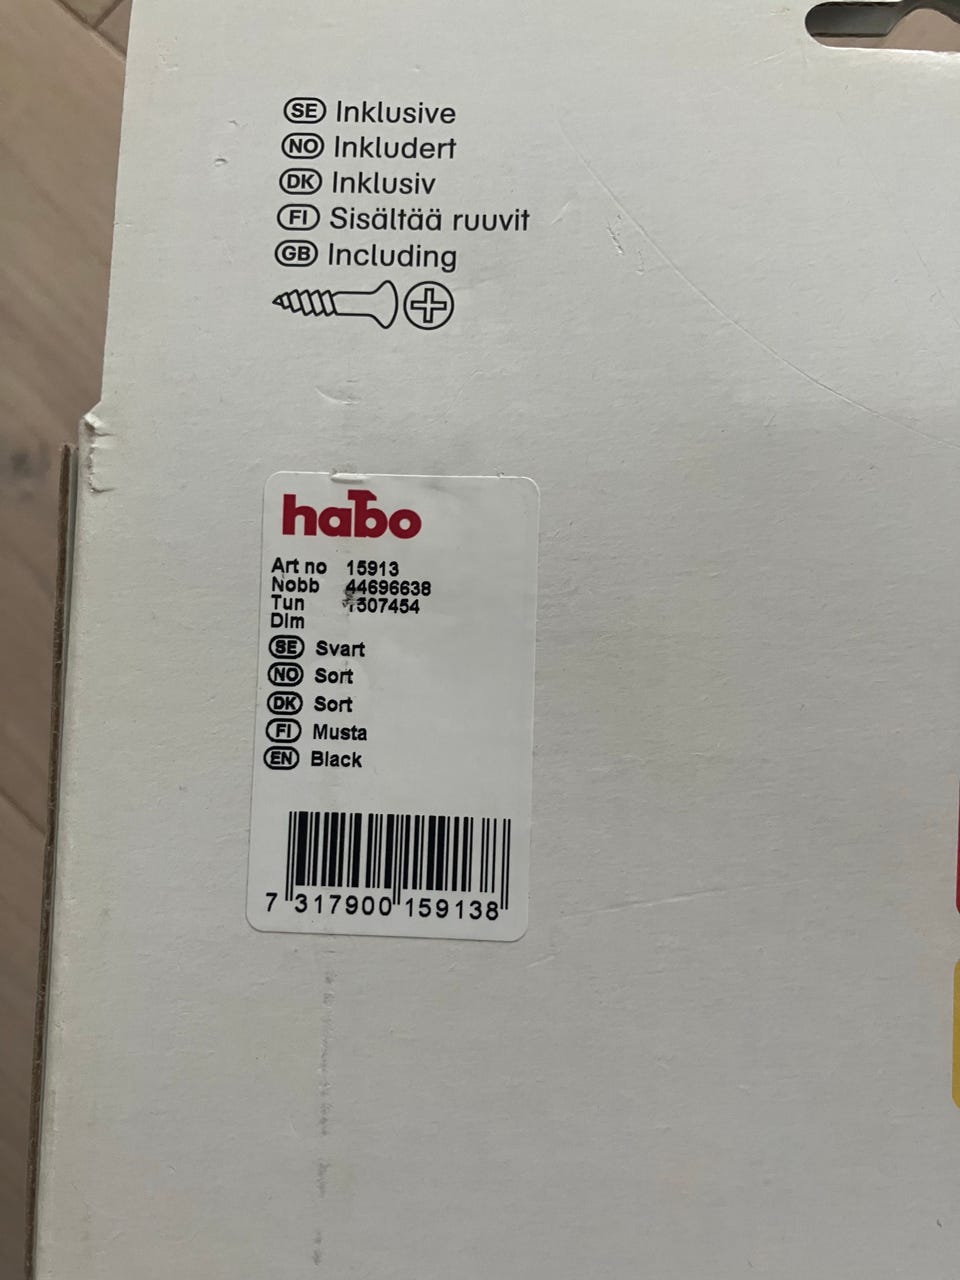 SE Inklusive
NO Inkludert
DK Inklusiv
FI Sisältää ruuvit
GB Including
habo
Art no 15913
Nobb 44696638
Tun
Dim
SE Svart
NO Sort
DK Sort
FI Musta
EN Black
7 317900 159138